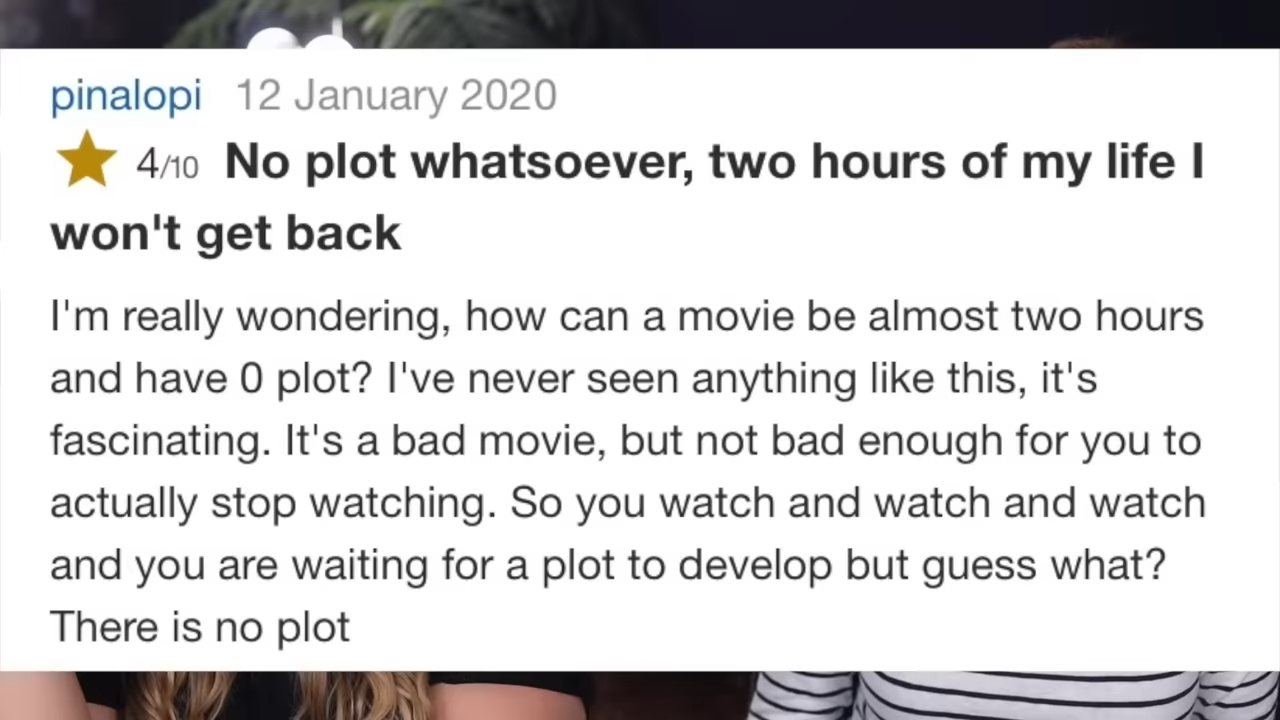 pinalopi 12 January 2020
4/10 No plot whatsoever, two hours of my life I
won't get back
I'm really wondering, how can a movie be almost two hours
and have 0 plot? I've never seen anything like this, it's
fascinating. It's a bad movie, but not bad enough for you to
actually stop watching. So you watch and watch and watch
and you are waiting for a plot to develop but guess what?
There is no plot